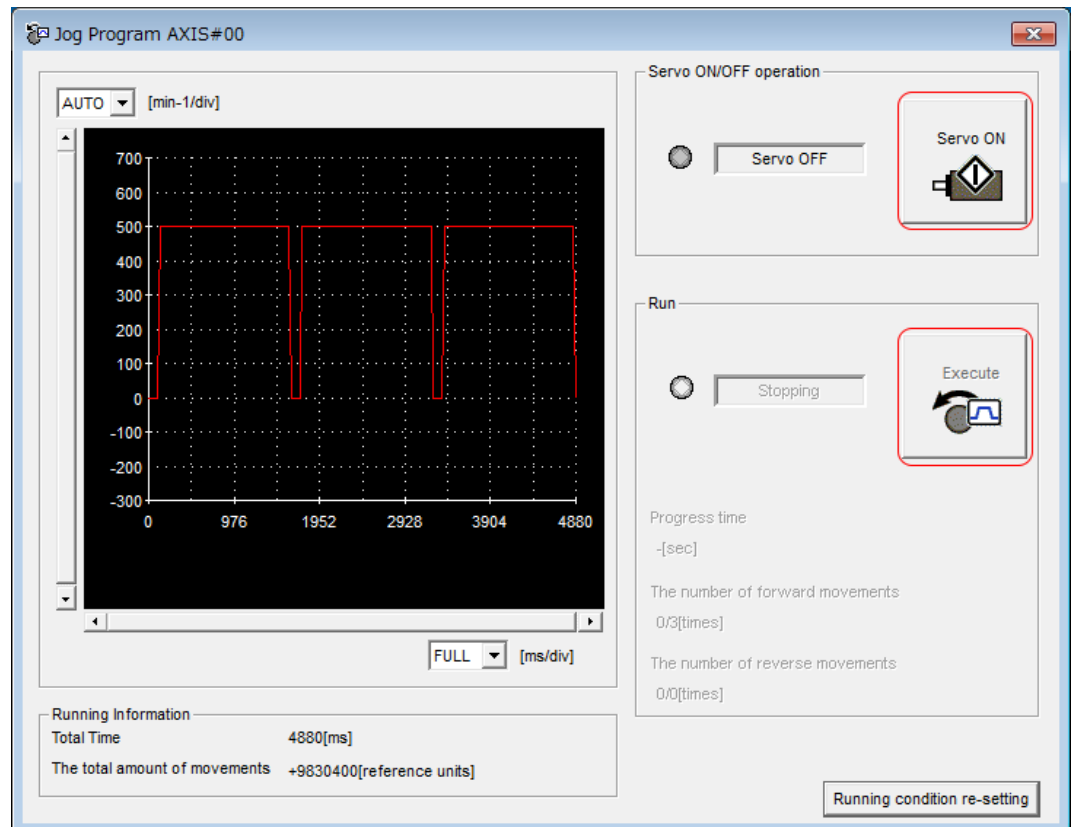 Jog Program AXIS#00
AUTO [min-1/div]
700
600
500
400
300
200
100
0
-100
-200
-300
0 976 1952 2928 3904 4880
FULL [ms/div]
Running Information
Total Time 4880[ms]
The total amount of movements +9830400[reference units]
Servo ON/OFF operation
Servo OFF
Servo ON
Run
Stopping
Execute
Progress time
-[sec]
The number of forward movements
0/3[times]
The number of reverse movements
0/0[times]
Running condition re-setting